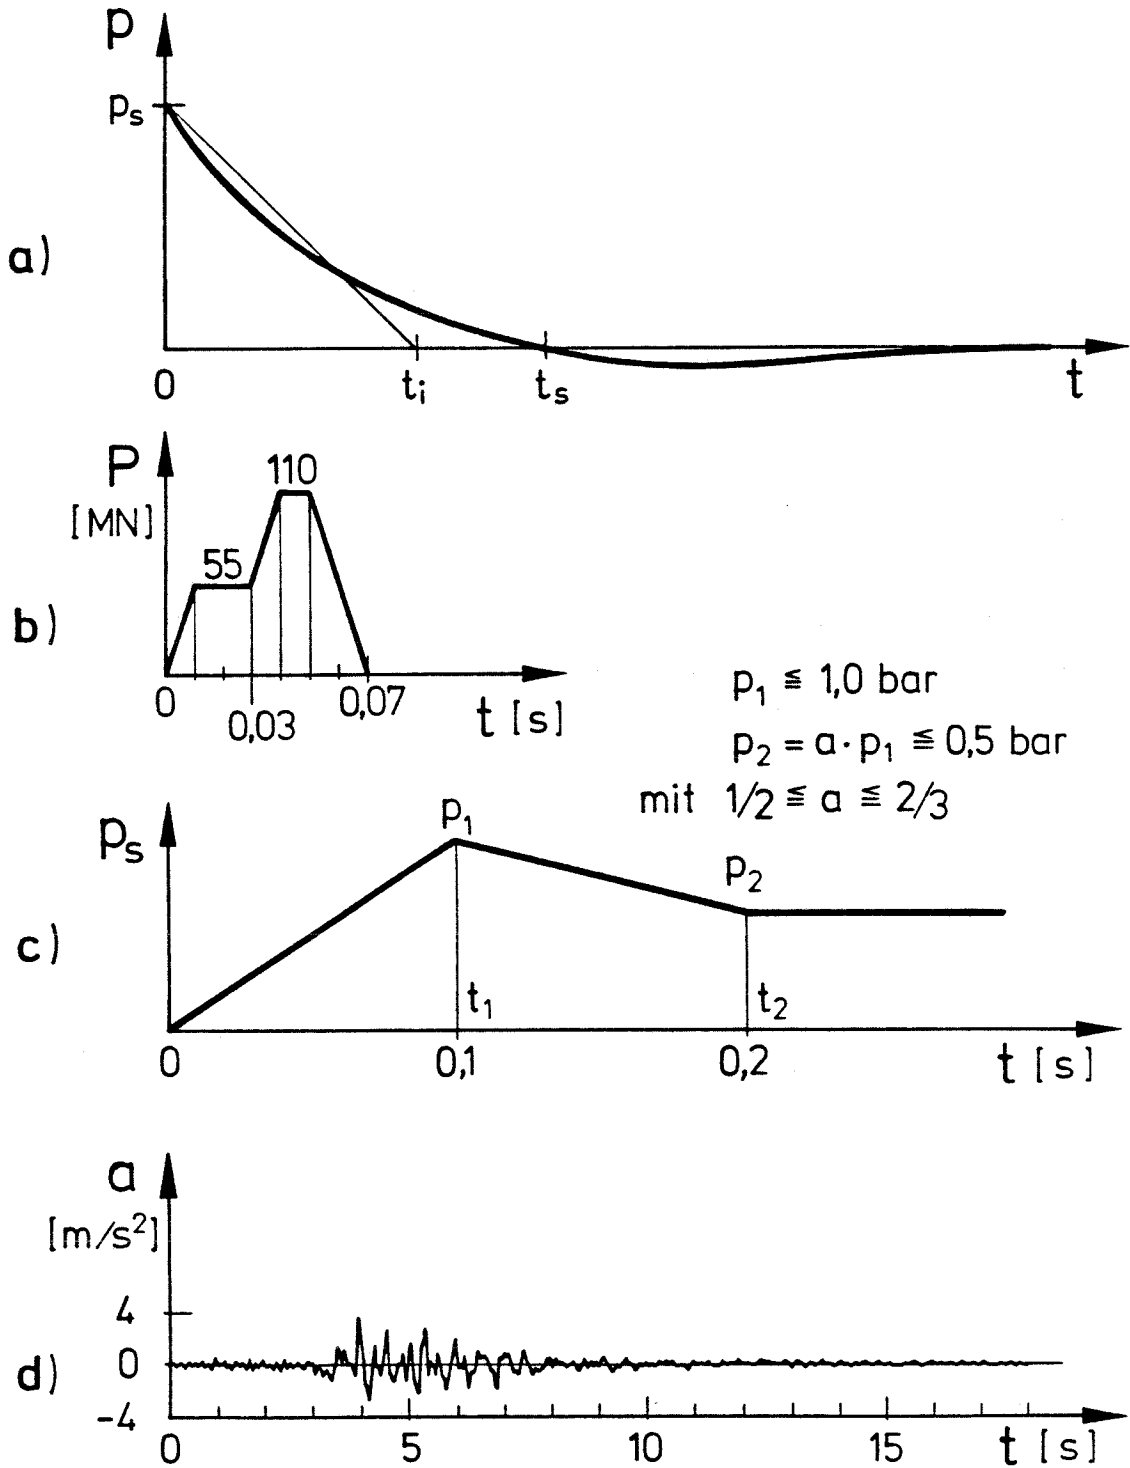 p
pₛ
a)
0 tᵢ tₛ t
P
[MN]
110
55
b)
0 0,03 0,07 t [s]
p₁ ≦ 1,0 bar
p₂ = a · p₁ ≦ 0,5 bar
mit 1/2 ≦ a ≦ 2/3
pₛ
p₁
p₂
c)
t₁ t₂
0 0,1 0,2 t [s]
a
[m/s²]
4
d) 0
-4
0 5 10 15 t [s]